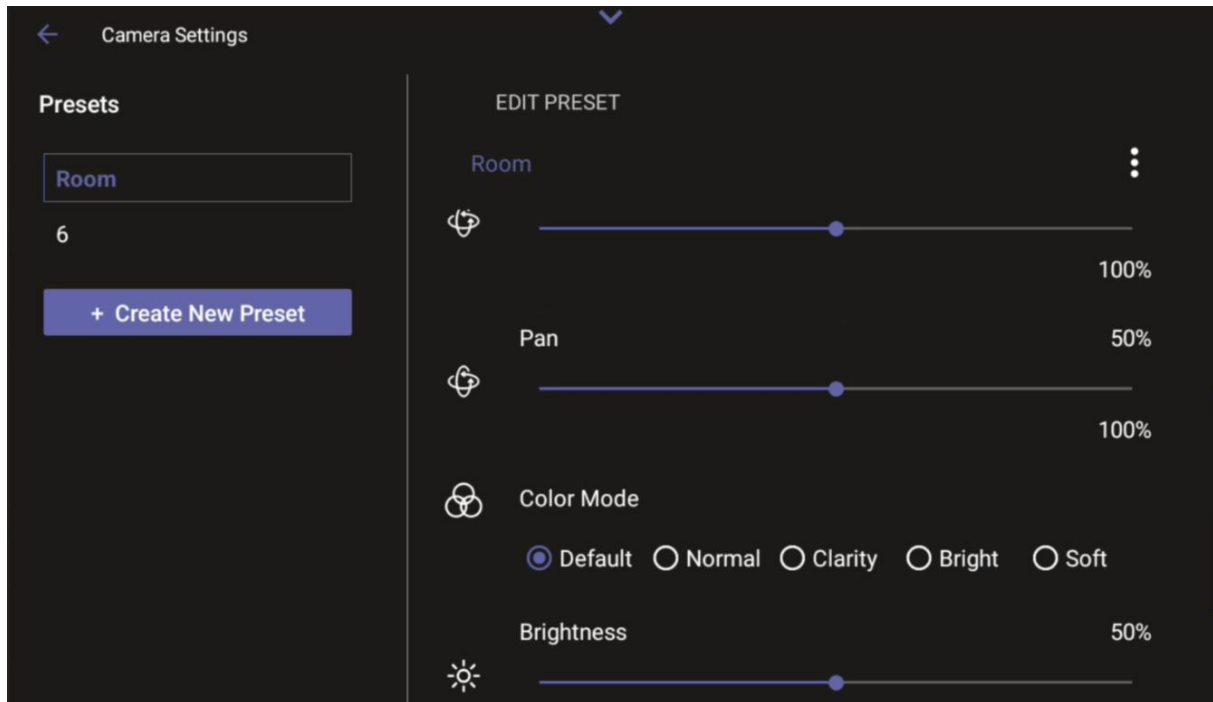 Camera Settings
Presets
Room
6
+ Create New Preset
EDIT PRESET
Room
100%
Pan 50%
100%
Color Mode
Default Normal Clarity Bright Soft
Brightness 50%